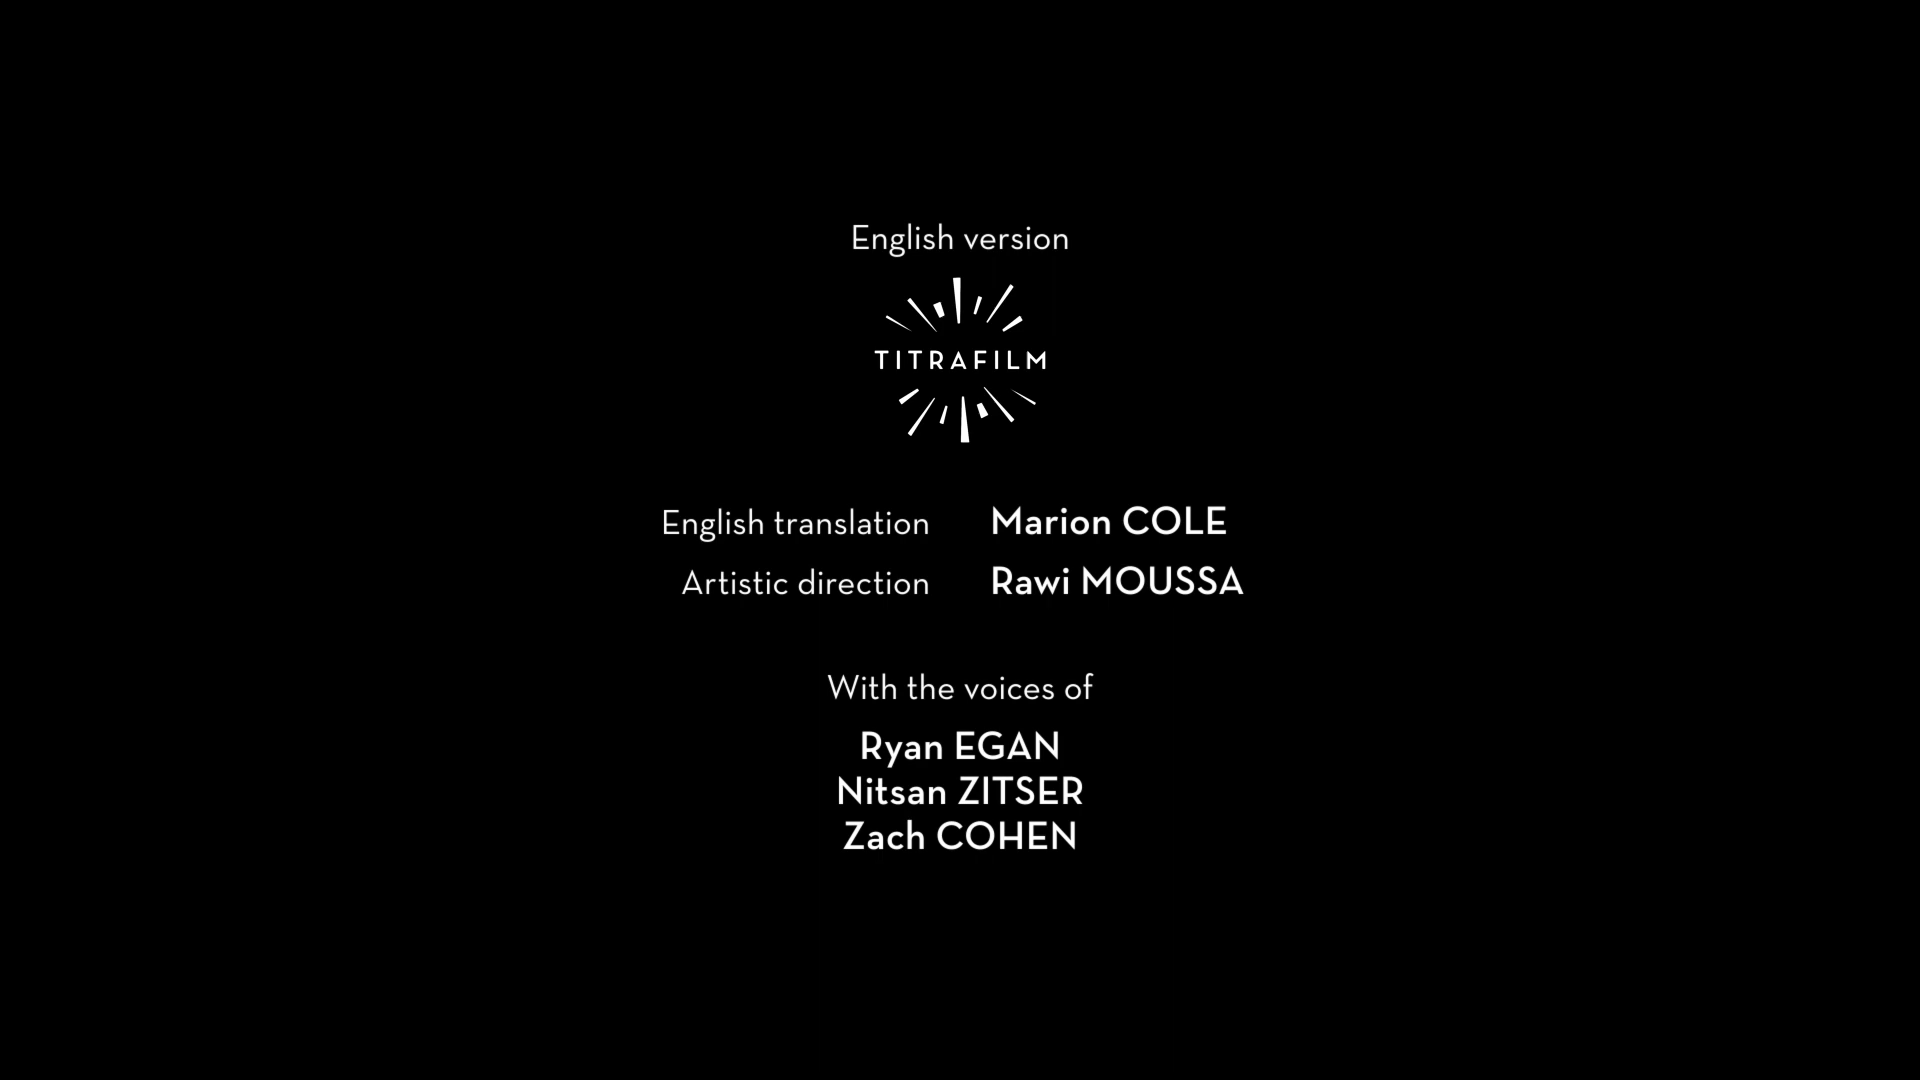 English version
TITRAFILM
English translation Marion COLE
Artistic direction Rawi MOUSSA
With the voices of
Ryan EGAN
Nitsan ZITSER
Zach COHEN